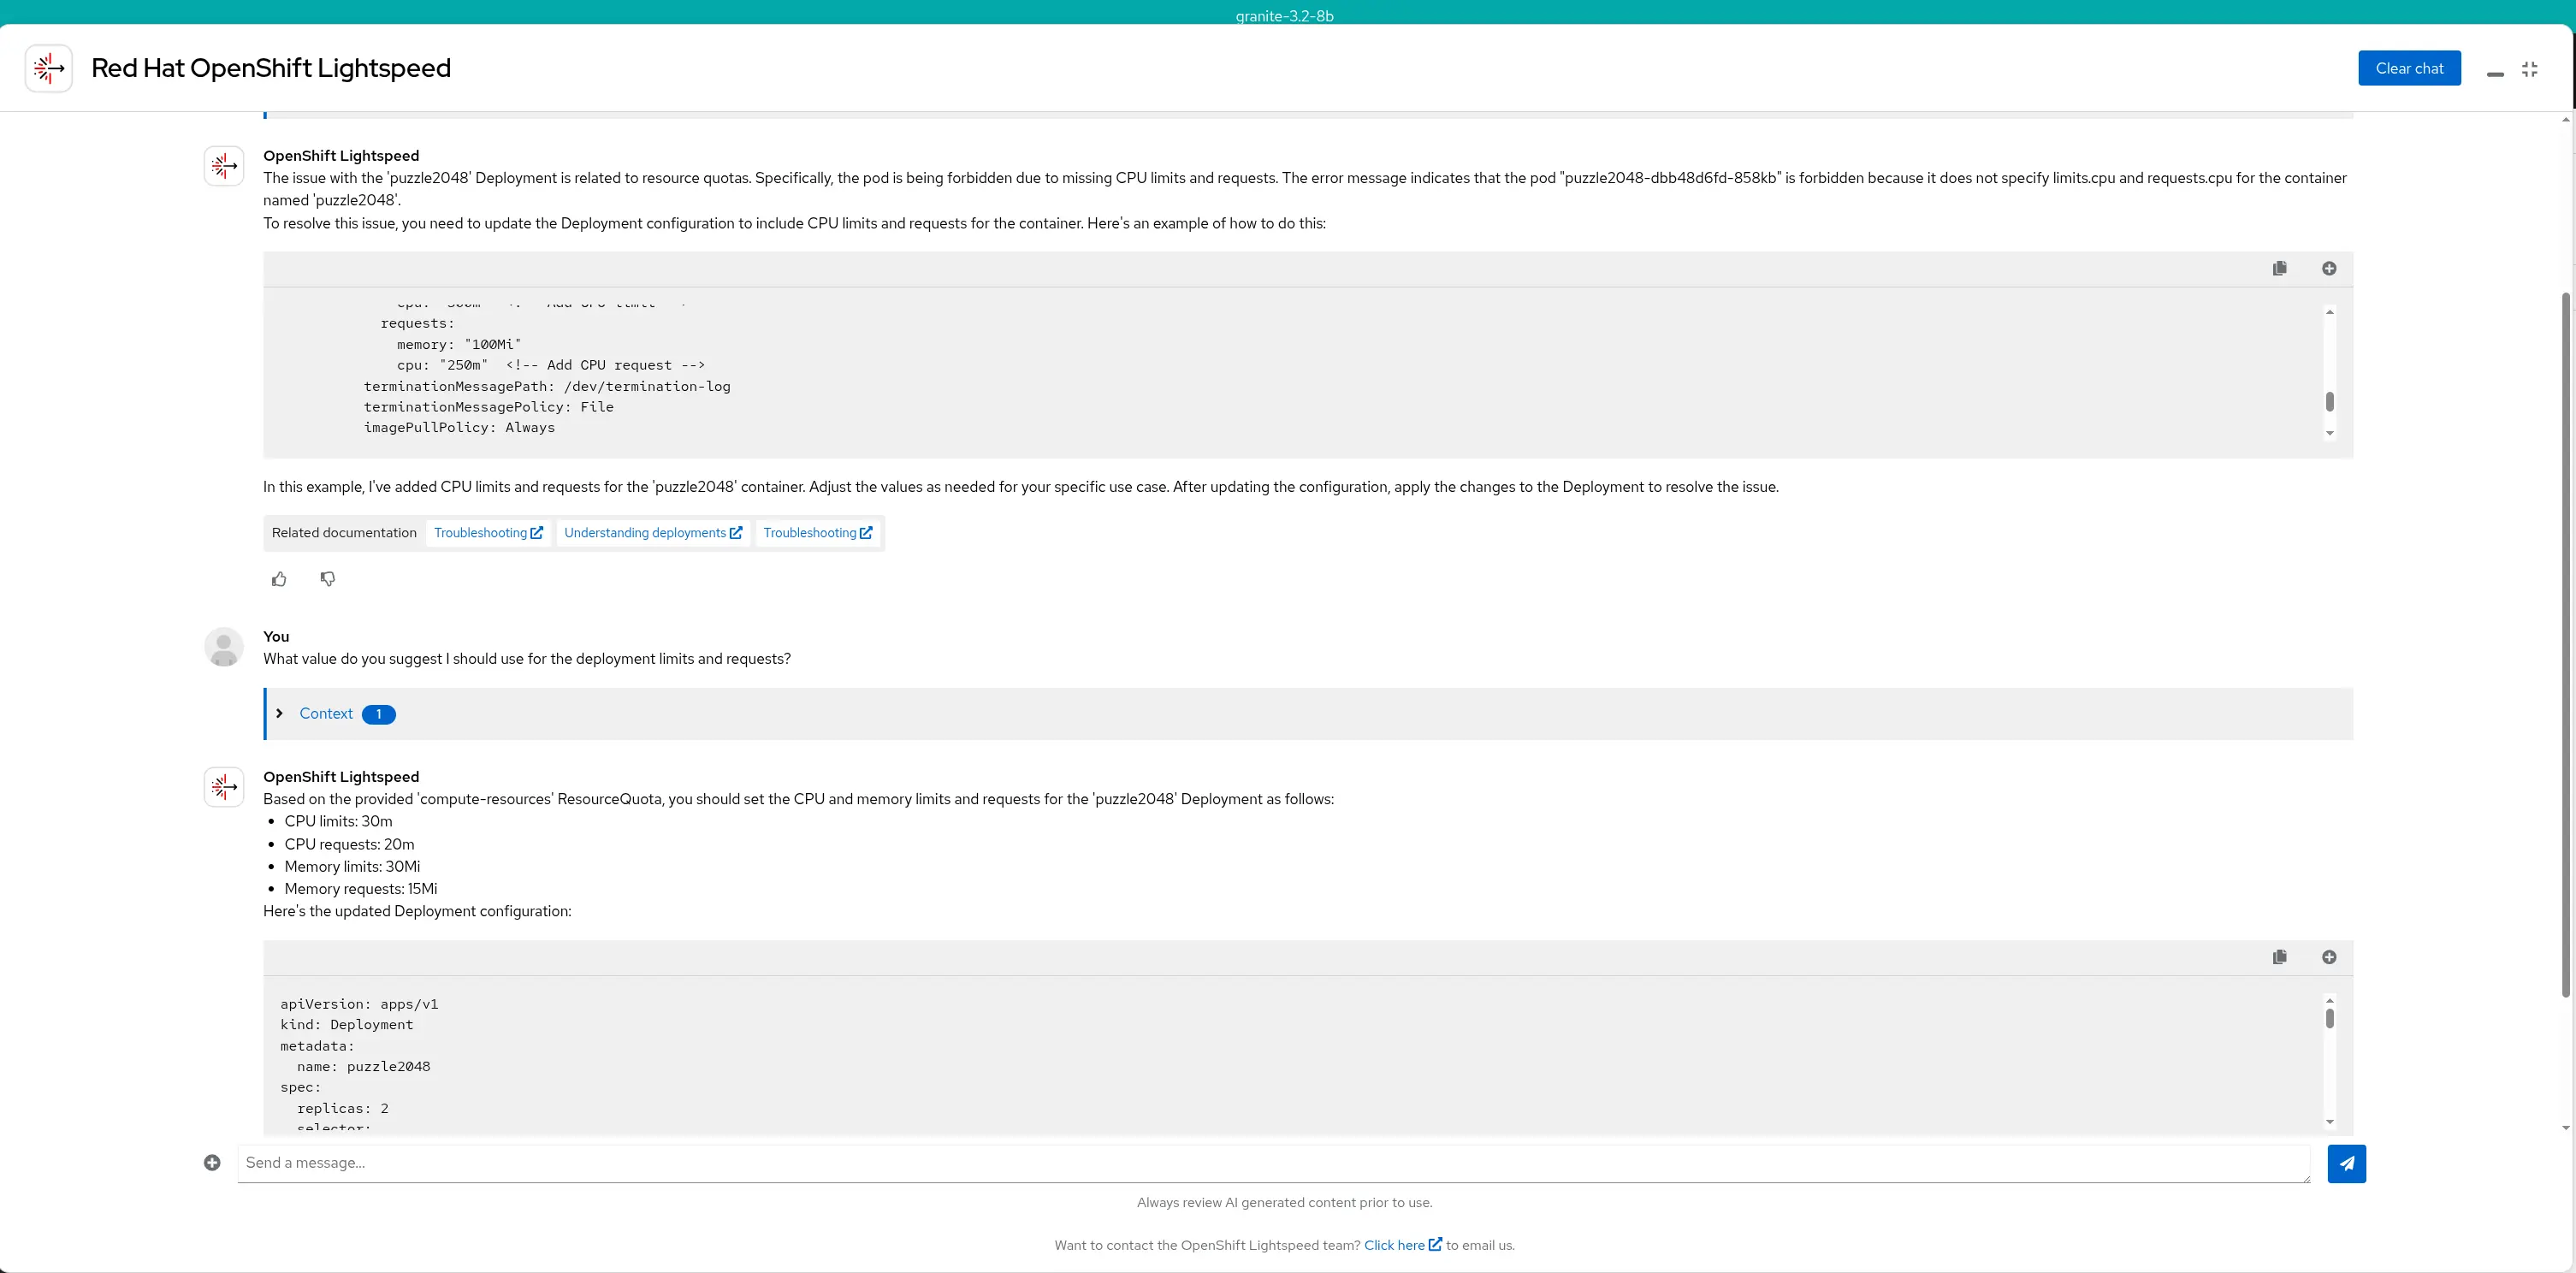 granite-3.2-8b
Red Hat OpenShift Lightspeed
Clear chat
OpenShift Lightspeed
The issue with the 'puzzle2048' Deployment is related to resource quotas. Specifically, the pod is being forbidden due to missing CPU limits and requests. The error message indicates that the pod "puzzle2048-dbb48d6fd-858kb" is forbidden because it does not specify limits.cpu and requests.cpu for the container
named 'puzzle2048'.
To resolve this issue, you need to update the Deployment configuration to include CPU limits and requests for the container. Here's an example of how to do this:
requests:
memory: "100Mi"
cpu: "250m"  <!-- Add CPU request -->
terminationMessagePath: /dev/termination-log
terminationMessagePolicy: File
imagePullPolicy: Always
In this example, I've added CPU limits and requests for the 'puzzle2048' container. Adjust the values as needed for your specific use case. After updating the configuration, apply the changes to the Deployment to resolve the issue.
Related documentation Troubleshooting Understanding deployments Troubleshooting
You
What value do you suggest I should use for the deployment limits and requests?
Context 1
OpenShift Lightspeed
Based on the provided 'compute-resources' ResourceQuota, you should set the CPU and memory limits and requests for the 'puzzle2048' Deployment as follows:
• CPU limits: 30m
• CPU requests: 20m
• Memory limits: 30Mi
• Memory requests: 15Mi
Here's the updated Deployment configuration:
apiVersion: apps/v1
kind: Deployment
metadata:
name: puzzle2048
spec:
replicas: 2
selector:
Send a message...
Always review AI generated content prior to use.
Want to contact the OpenShift Lightspeed team? Click here to email us.